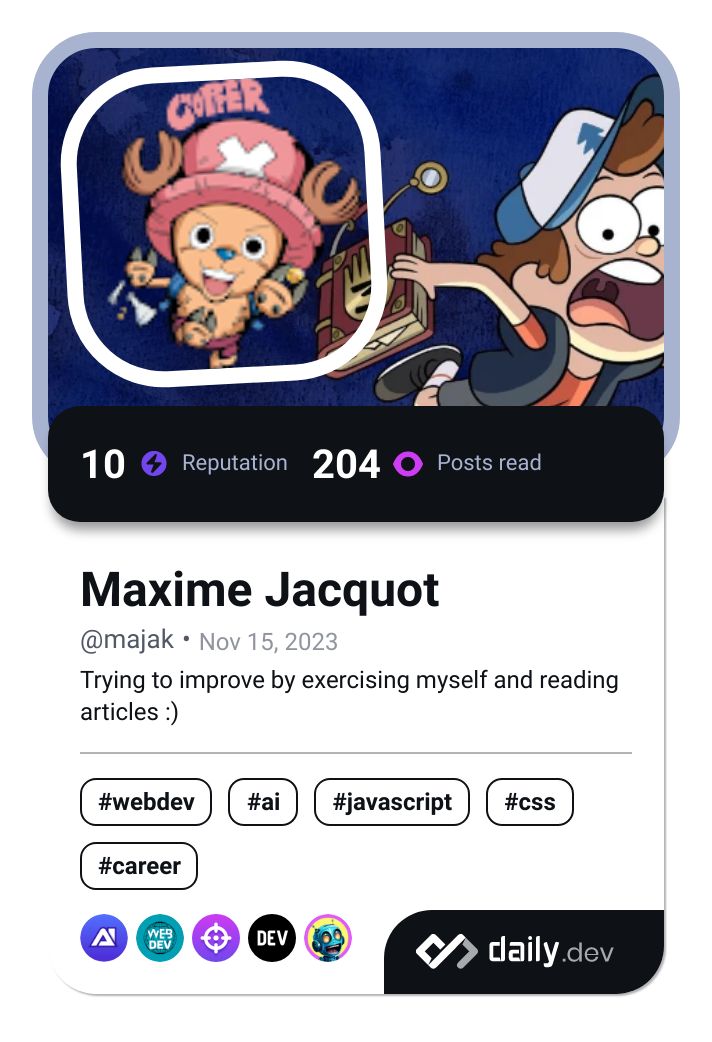 CHOPPER
10 Reputation 204 Posts read
Maxime Jacquot
@majak • Nov 15, 2023
Trying to improve by exercising myself and reading
articles :)
#webdev #ai #javascript #css
#career
AI WEB DEV DEV
daily.dev